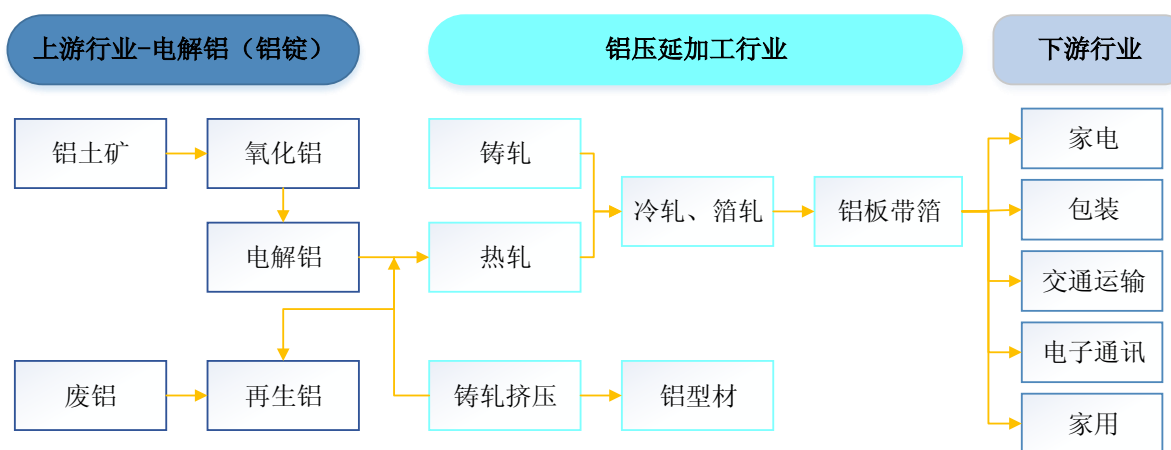 上游行业-电解铝（铝锭）
铝压延加工行业
下游行业
铝土矿
氧化铝
铸轧
家电
冷轧、箔轧
铝板带箔
包装
电解铝
热轧
交通运输
电子通讯
废铝
再生铝
铸轧挤压
铝型材
家用